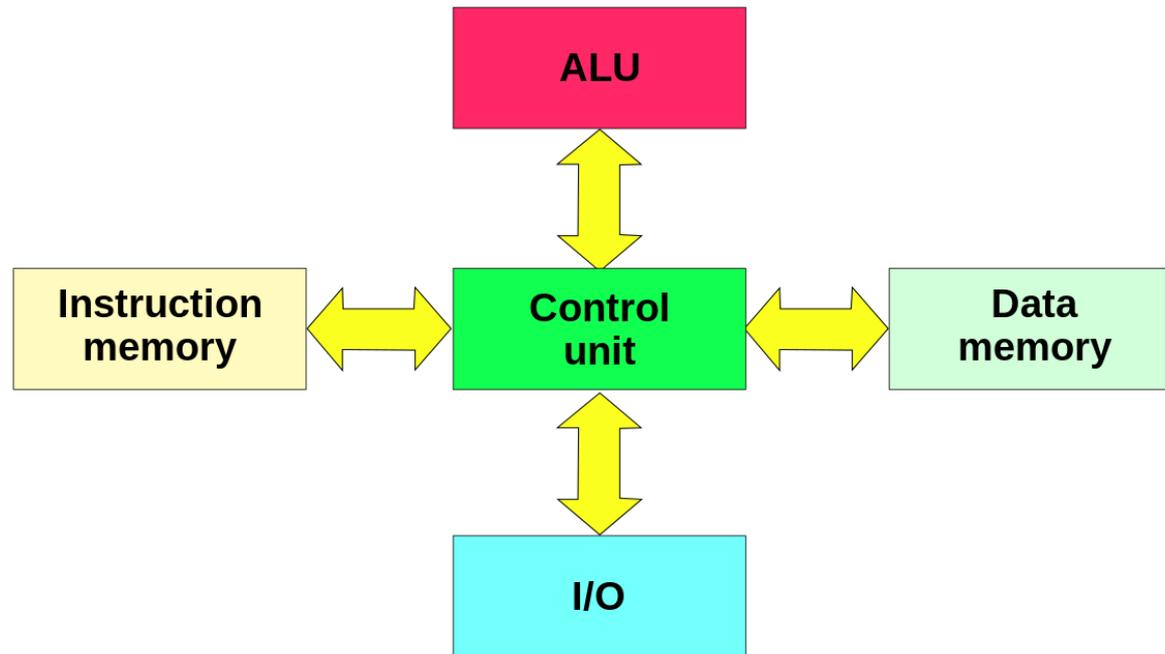 ALU
Instruction
memory
Control
unit
Data
memory
I/O